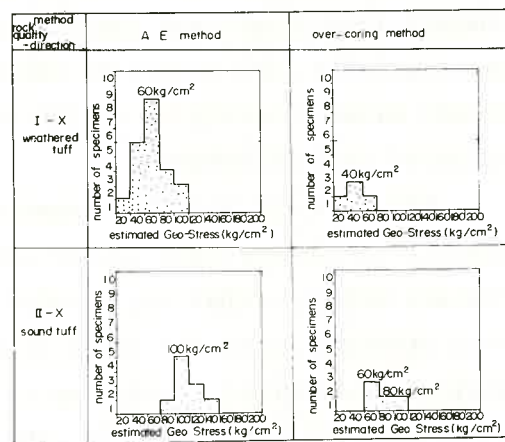 rock method
quality
-direction
A E method
over-coring method
I - X
weathered
tuff
number of specimens
10
9
8
7
6
5
4
3
2
1
60kg/cm²
20 40 60 80 100 120 140 160 180 200
estimated Geo-Stress (kg/cm²)
number of specimens
10
9
8
7
6
5
4
3
2
1
40kg/cm²
20 40 60 80 100 120 140 160 180 200
estimated Geo-Stress (kg/cm²)
II - X
sound tuff
number of specimens
10
9
8
7
6
5
4
3
2
1
100kg/cm²
20 40 60 80 100 120 140 160 180 200
estimated Geo Stress (kg/cm²)
number of specimens
10
9
8
7
6
5
4
3
2
1
60kg/cm²
80kg/cm²
20 40 60 80 100 120 140 160 180 200
estimated Geo Stress (kg/cm²)